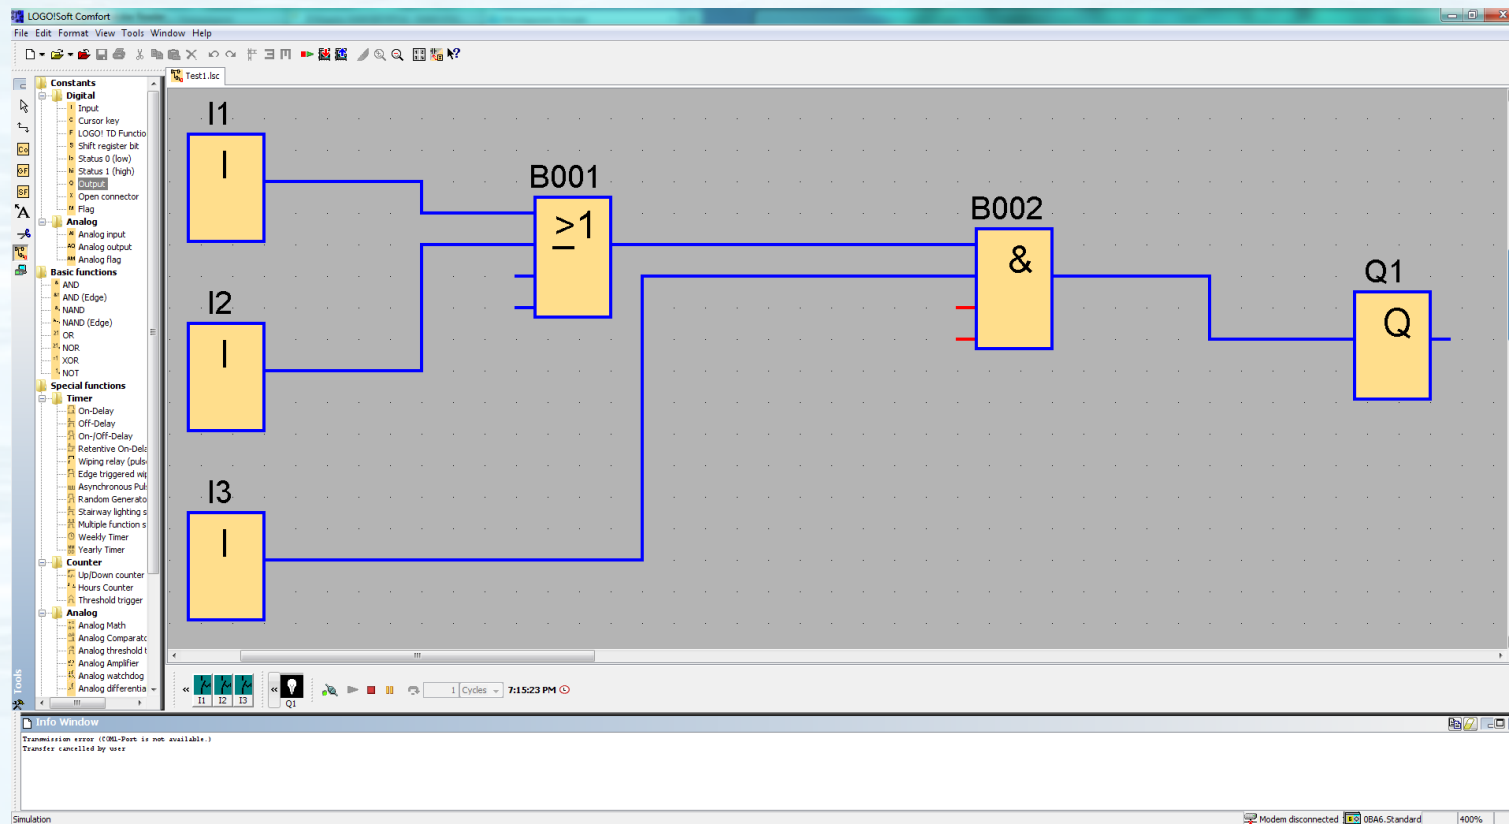 LOGO!Soft Comfort
File Edit Format View Tools Window Help
Test1.lsc
Constants
Digital
Input
Cursor key
LOGO! TD Functio
Shift register bit
Status 0 (low)
Status 1 (high)
Output
Open connector
Flag
Analog
Analog input
Analog output
Analog flag
Basic functions
AND
AND (Edge)
NAND
NAND (Edge)
OR
NOR
XOR
NOT
Special functions
Timer
On-Delay
Off-Delay
On-/Off-Delay
Retentive On-Dela
Wiping relay (puls
Edge triggered wip
Asynchronous Puls
Random Generato
Stairway lighting s
Multiple function s
Weekly Timer
Yearly Timer
Counter
Up/Down counter
Hours Counter
Threshold trigger
Analog
Analog Math
Analog Comparato
Analog threshold t
Analog Amplifier
Analog watchdog
Analog differentia
Tools
I1
I
B001
≥1
B002
&
I2
I
Q1
Q
I3
I
I1 I2 I3 Q1 1 Cycles 7:15:23 PM
Info Window
Transmission error (COM1-Port is not available.)
Transfer cancelled by user
Simulation Modem disconnected 0BA6.Standard 400%